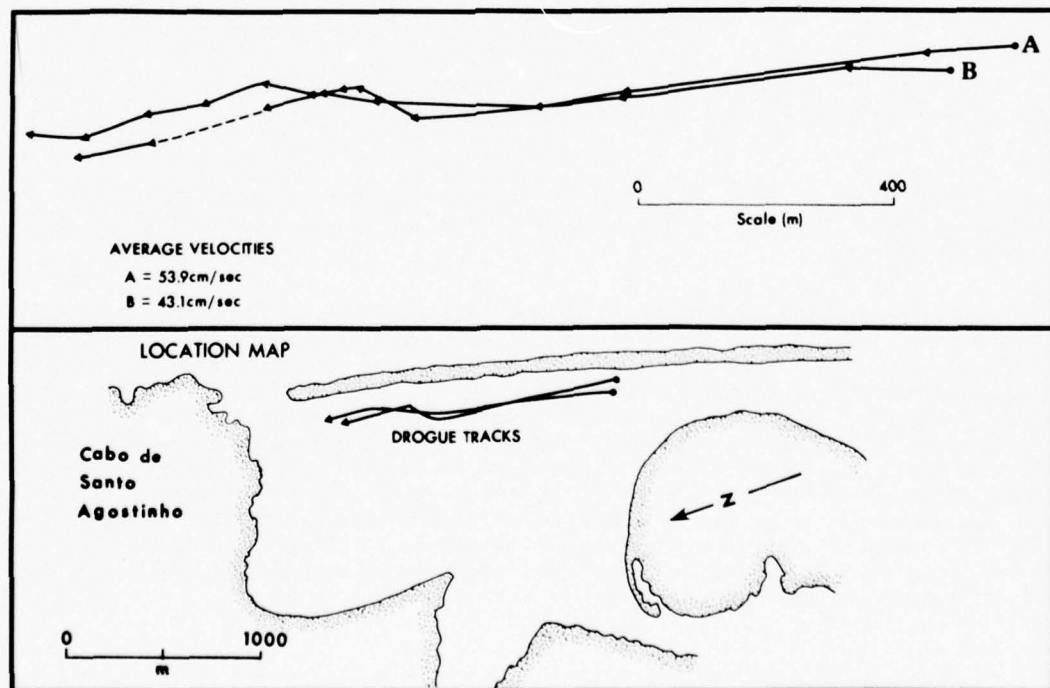 A
B
0 400
Scale (m)
AVERAGE VELOCITIES
A = 53.9cm/sec
B = 43.1cm/sec
LOCATION MAP
DROGUE TRACKS
Cabo de
Santo
Agostinho
N
0 1000
m